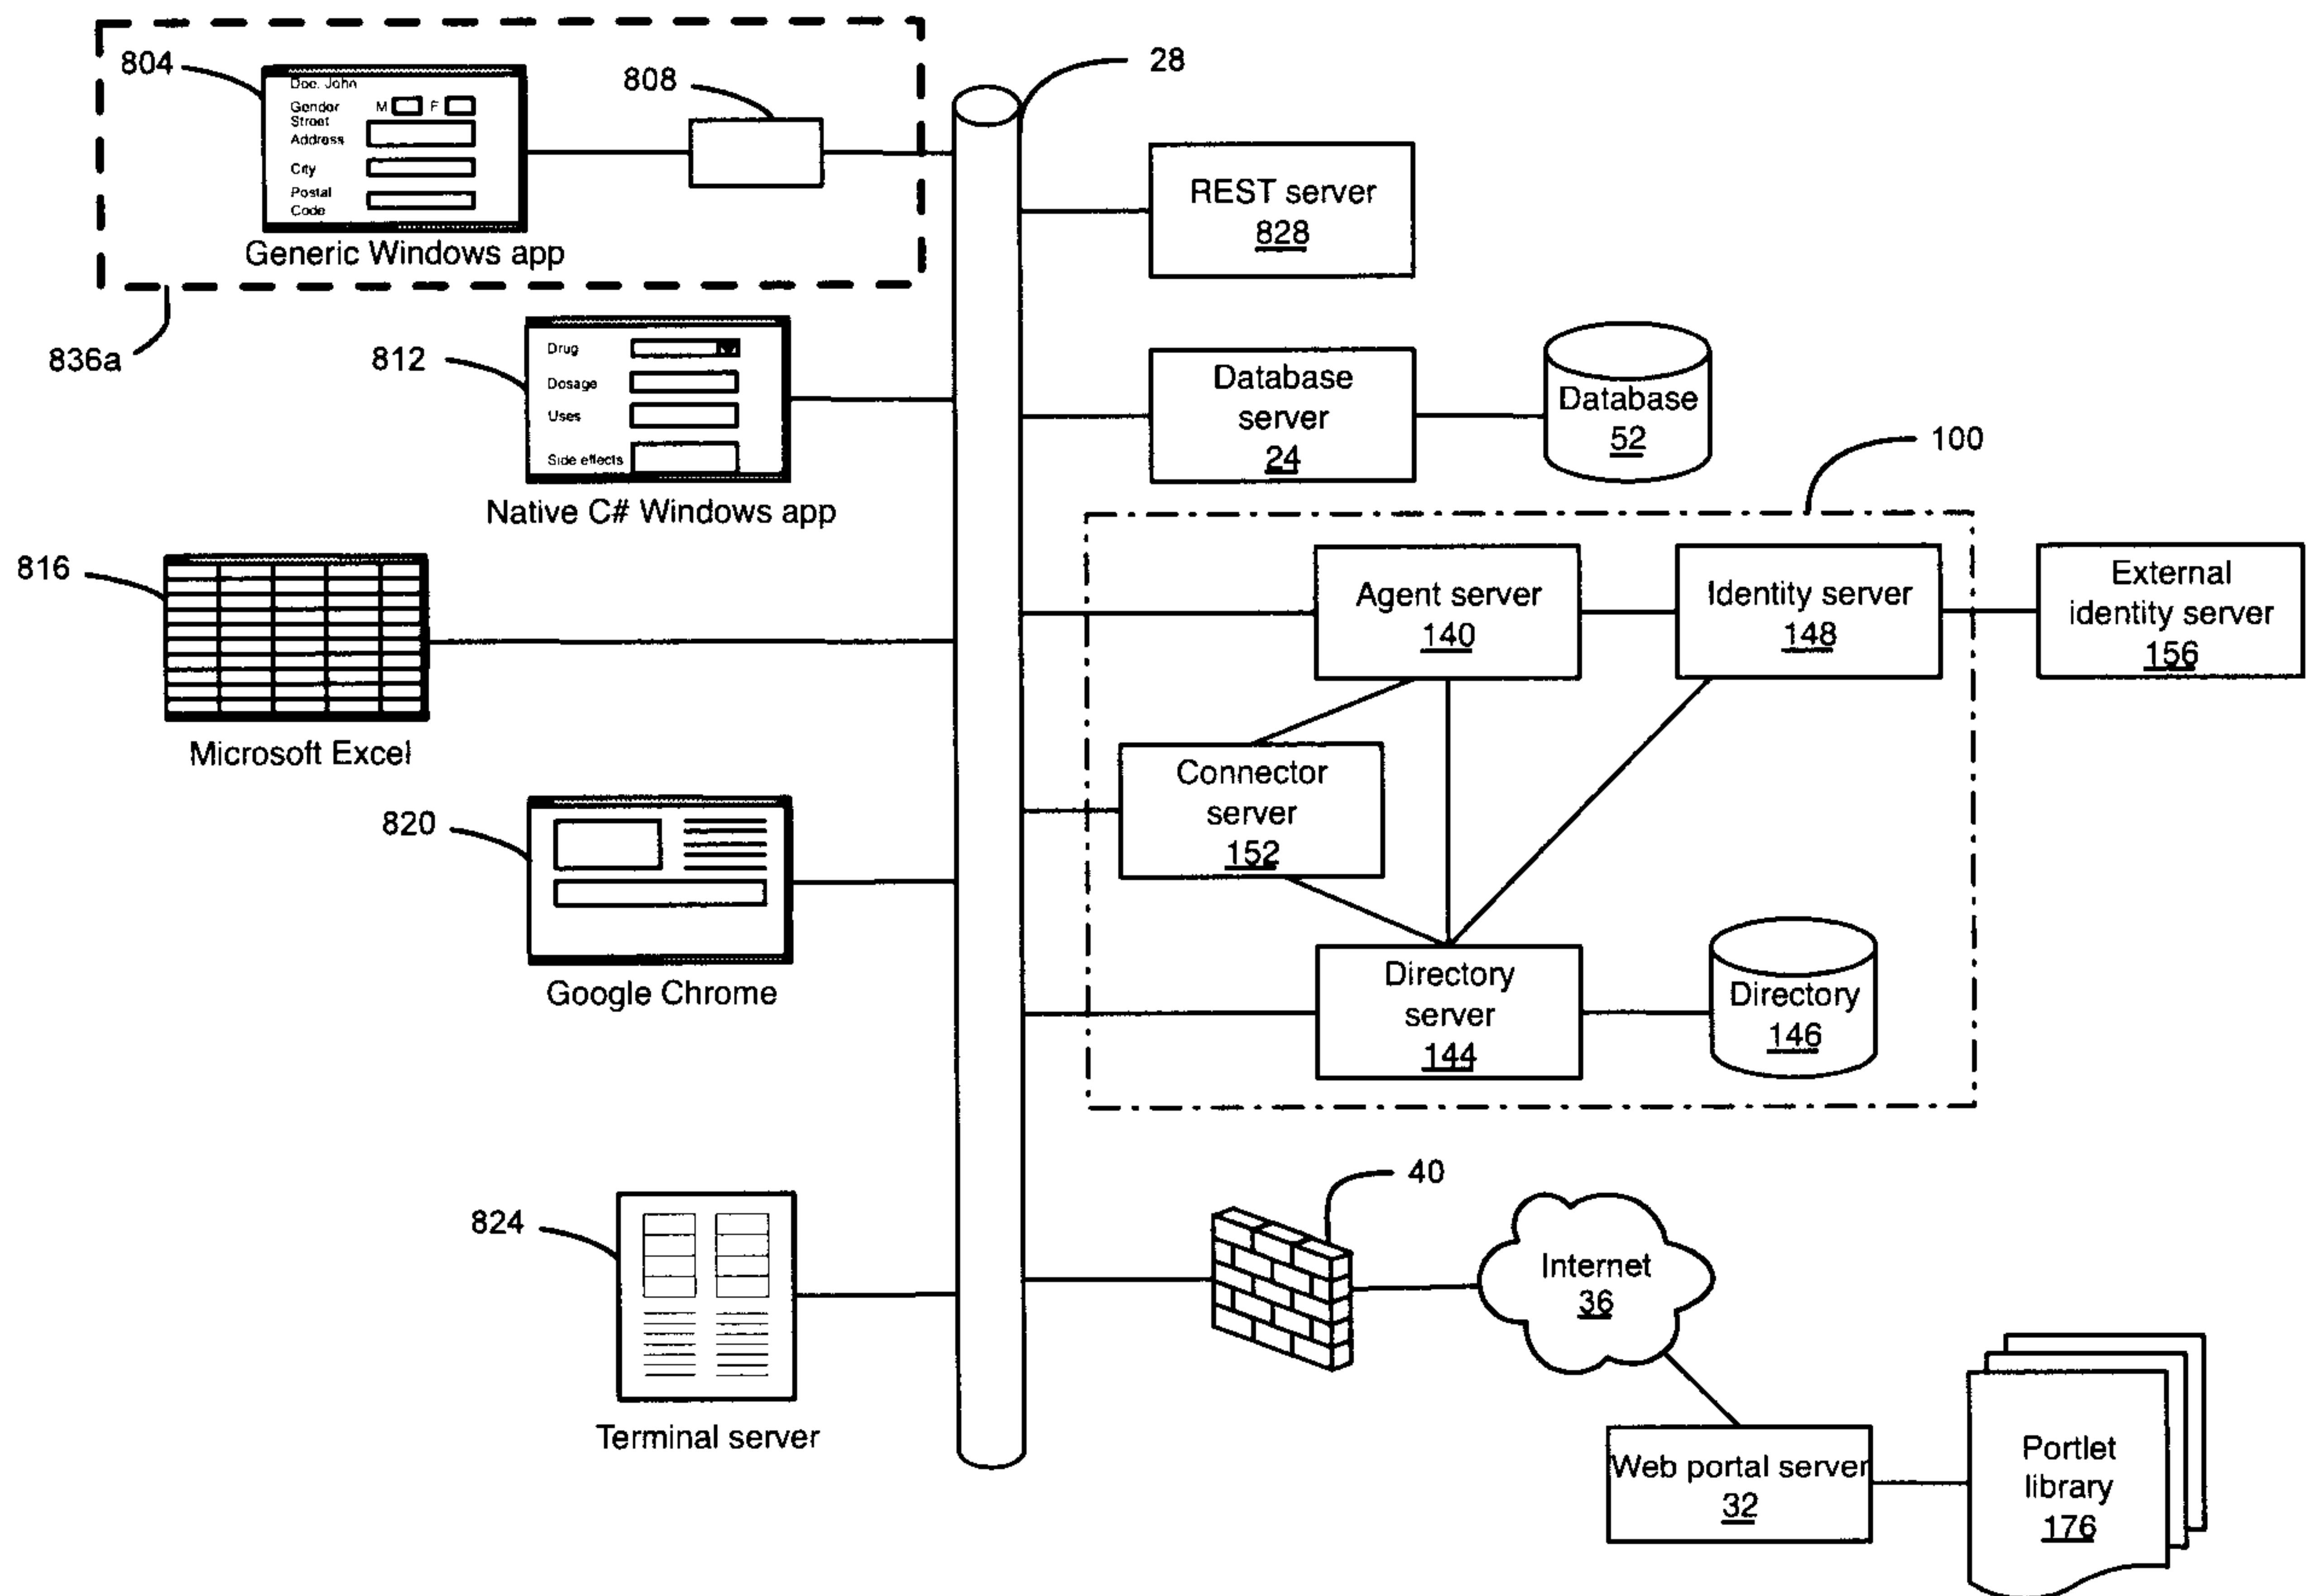 804
Doe, John
Gender M F
Street
Address
City
Postal
Code
Generic Windows app
808
28
836a
REST server
828
812
Drug
Dosage
Uses
Side effects
Native C# Windows app
Database
server
24
Database
52
100
816
Microsoft Excel
Agent server
140
Identity server
148
External
identity server
156
Connector
server
152
820
Google Chrome
Directory
server
144
Directory
146
824
Terminal server
40
Internet
36
Web portal server
32
Portlet
library
176